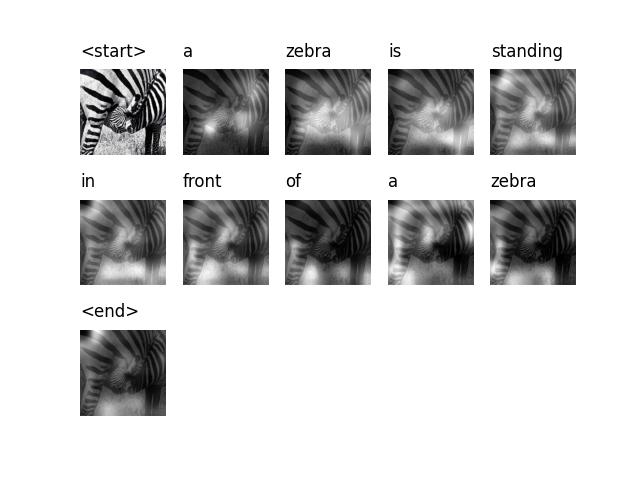 <start> a zebra is standing
in front of a zebra
<end>